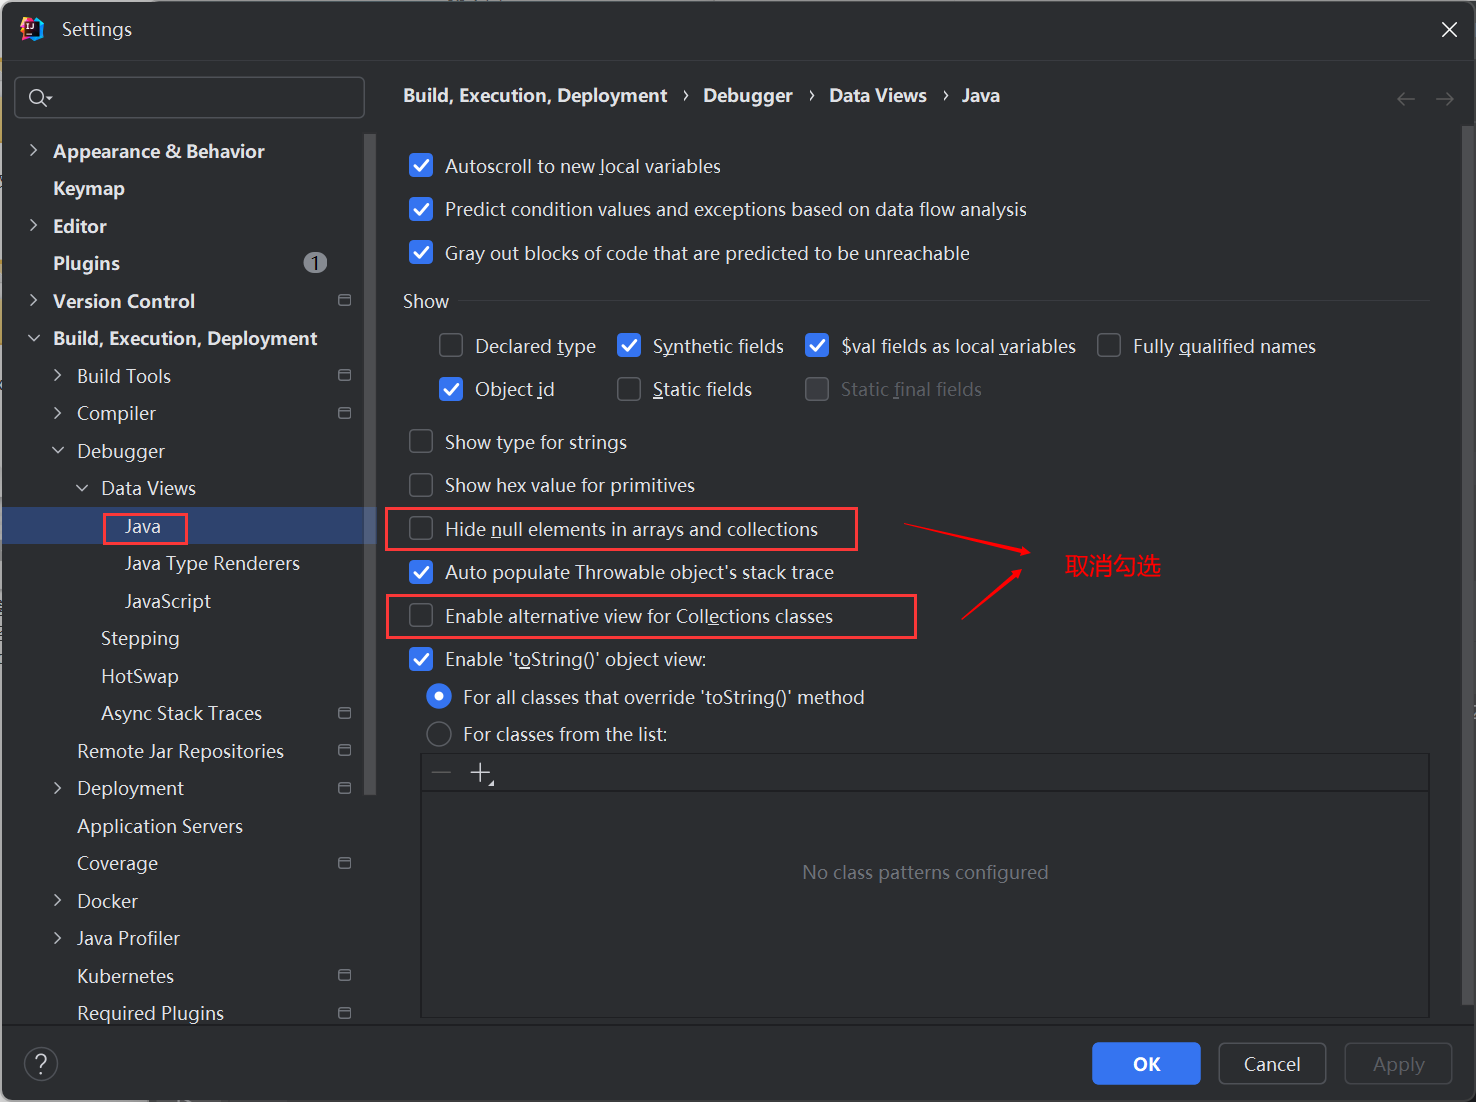 Settings
Build, Execution, Deployment › Debugger › Data Views › Java
Appearance & Behavior
Keymap
Editor
Plugins 1
Version Control
Build, Execution, Deployment
Build Tools
Compiler
Debugger
Data Views
Java
Java Type Renderers
JavaScript
Stepping
HotSwap
Async Stack Traces
Remote Jar Repositories
Deployment
Application Servers
Coverage
Docker
Java Profiler
Kubernetes
Required Plugins
Autoscroll to new local variables
Predict condition values and exceptions based on data flow analysis
Gray out blocks of code that are predicted to be unreachable
Show
Declared type Synthetic fields $val fields as local variables Fully qualified names
Object id Static fields Static final fields
Show type for strings
Show hex value for primitives
Hide null elements in arrays and collections
取消勾选
Auto populate Throwable object's stack trace
Enable alternative view for Collections classes
Enable 'toString()' object view:
For all classes that override 'toString()' method
For classes from the list:
No class patterns configured
? OK Cancel Apply